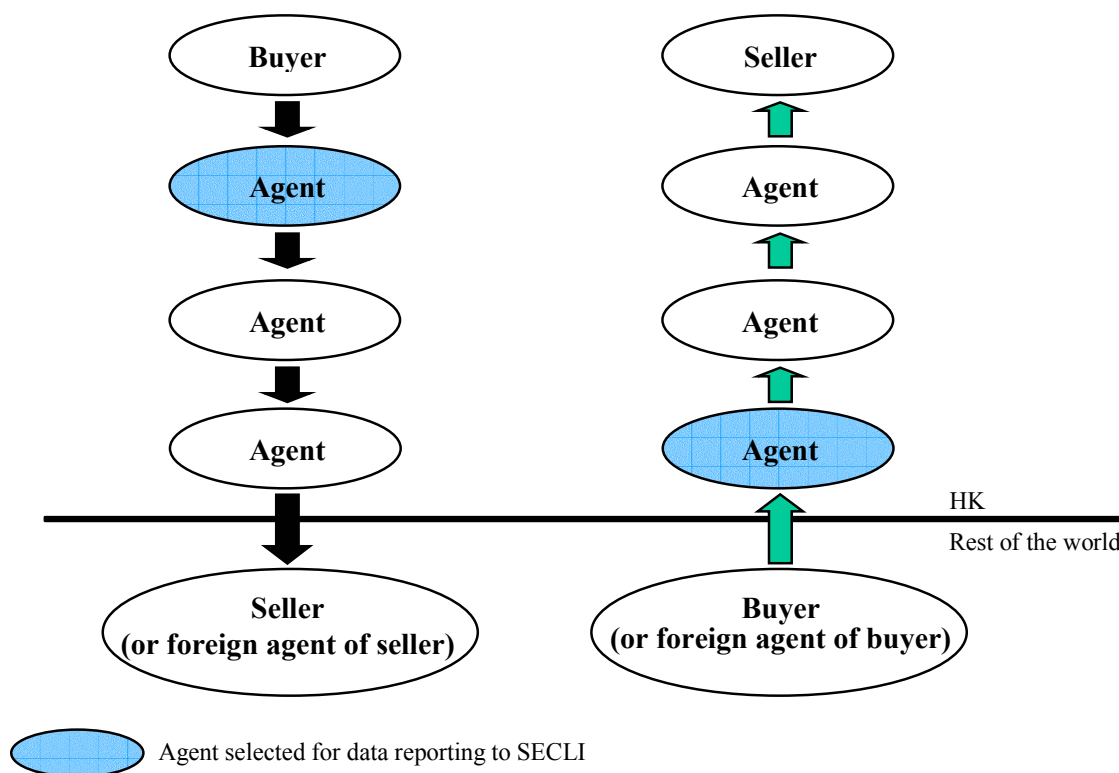 Buyer
Agent
Agent
Agent
Seller
(or foreign agent of seller)
Seller
Agent
Agent
Agent
HK
Rest of the world
Buyer
(or foreign agent of buyer)
Agent selected for data reporting to SECLI